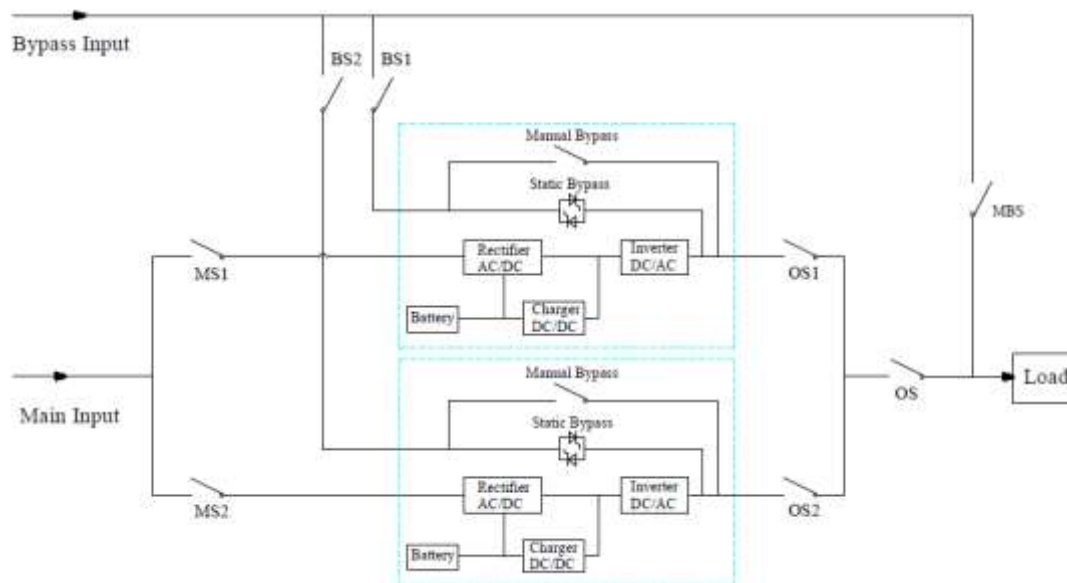 Bypass Input
BS2
BS1
Manual Bypass
Static Bypass
MBS
Rectifier
AC/DC
Inverter
DC/AC
MS1
OS1
Battery
Charger
DC/DC
Main Input
Manual Bypass
OS
Load
Static Bypass
Rectifier
AC/DC
Inverter
DC/AC
MS2
OS2
Battery
Charger
DC/DC